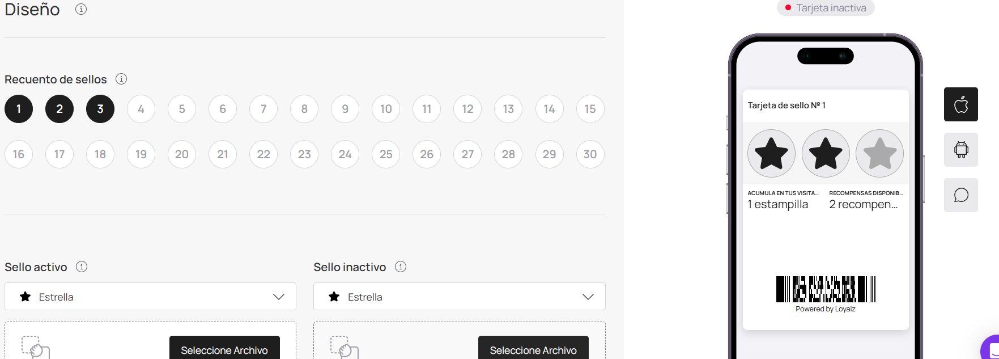 Diseño
Recuento de sellos
1 2 3 4 5 6 7 8 9 10 11 12 13 14 15
16 17 18 19 20 21 22 23 24 25 26 27 28 29 30
Sello activo
Estrella
Seleccione Archivo
Sello inactivo
Estrella
Seleccione Archivo
Tarjeta inactiva
Tarjeta de sello Nº 1
ACUMULA EN TUS VISITA... RECOMPENSAS DISPONIB...
1 estampilla 2 recompen...
Powered by Loyalz